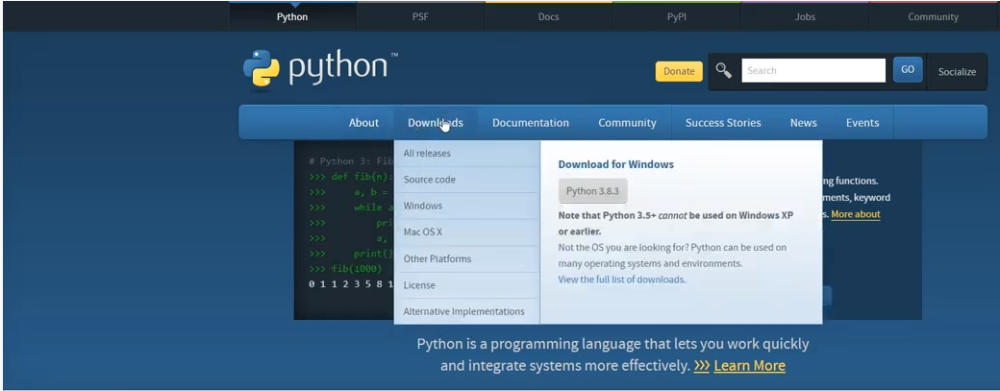 Python PSF Docs PyPI Jobs Community
python™
Donate Search GO Socialize
About Downloads Documentation Community Success Stories News Events
All releases
Source code
Windows
Mac OS X
Other Platforms
License
Alternative Implementations
Download for Windows
Python 3.8.3
Note that Python 3.5+ cannot be used on Windows XP
or earlier.
Not the OS you are looking for? Python can be used on
many operating systems and environments.
View the full list of downloads.
# Python 3: Fib
>>> def fib(n):
>>> a, b =
>>> while a
>>> pri
>>> a,
>>> print()
>>> fib(1000)
0 1 1 2 3 5 8 1
ng functions.
ments, keyword
s. More about
Python is a programming language that lets you work quickly
and integrate systems more effectively. >>> Learn More